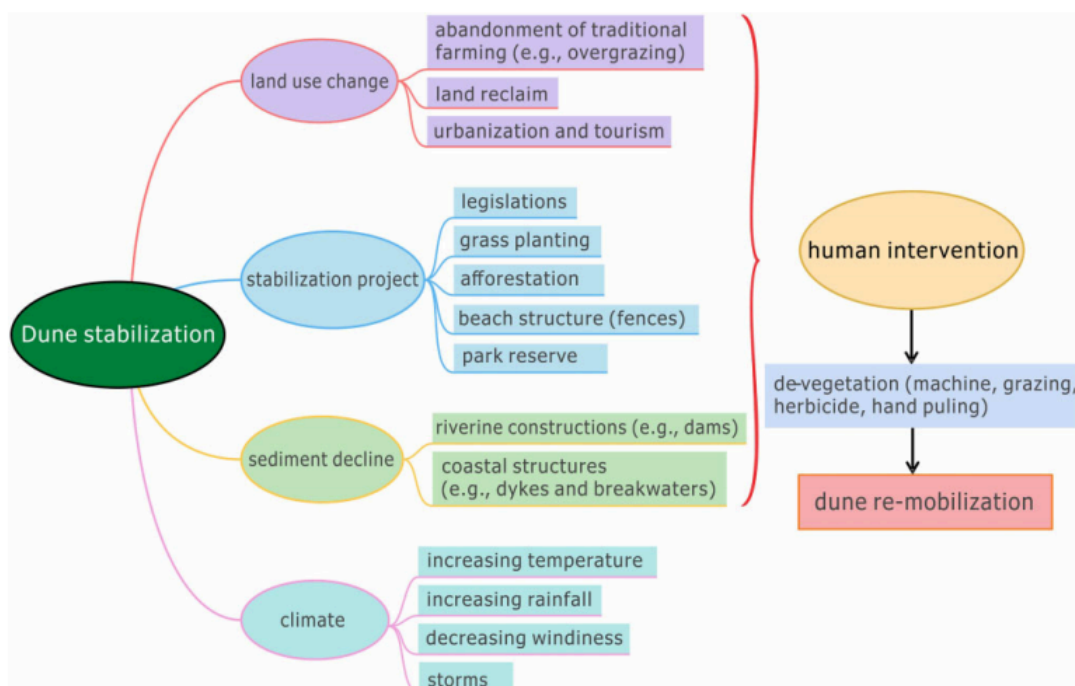 Dune stabilization
land use change
abandonment of traditional
farming (e.g., overgrazing)
land reclaim
urbanization and tourism
stabilization project
legislations
grass planting
afforestation
beach structure (fences)
park reserve
sediment decline
riverine constructions (e.g., dams)
coastal structures
(e.g., dykes and breakwaters)
climate
increasing temperature
increasing rainfall
decreasing windiness
storms
human intervention
de-vegetation (machine, grazing,
herbicide, hand puling)
dune re-mobilization